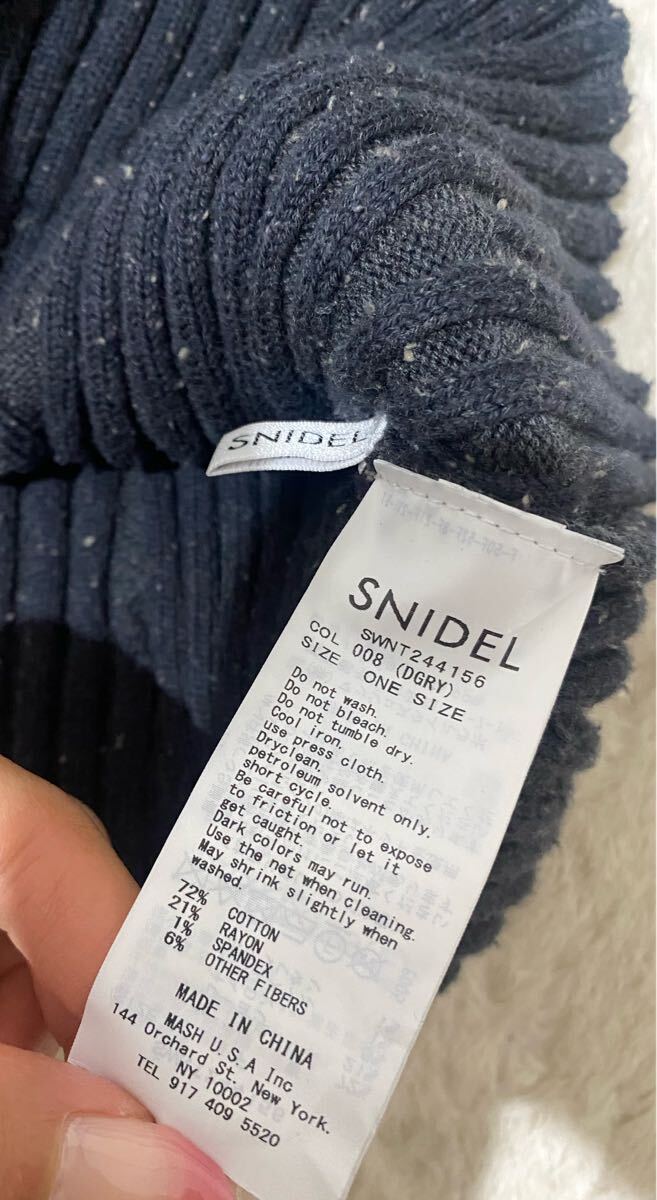 SNIDEL
SNIDEL
SWNT244156
COL 008 (DGRY)
SIZE ONE SIZE
Do not wash.
Do not bleach.
Do not tumble dry.
Cool iron.
use press cloth.
Dryclean.
petroleum solvent only.
short cycle.
Be careful not to expose
to friction or let it
get caught.
Dark colors may run.
Use the net when cleaning.
May shrink slightly when
washed.
72% COTTON
21% RAYON
1% SPANDEX
6% OTHER FIBERS
MADE IN CHINA
MASH U.S.A Inc
144 Orchard St. New York.
NY 10002
TEL 917 409 5520